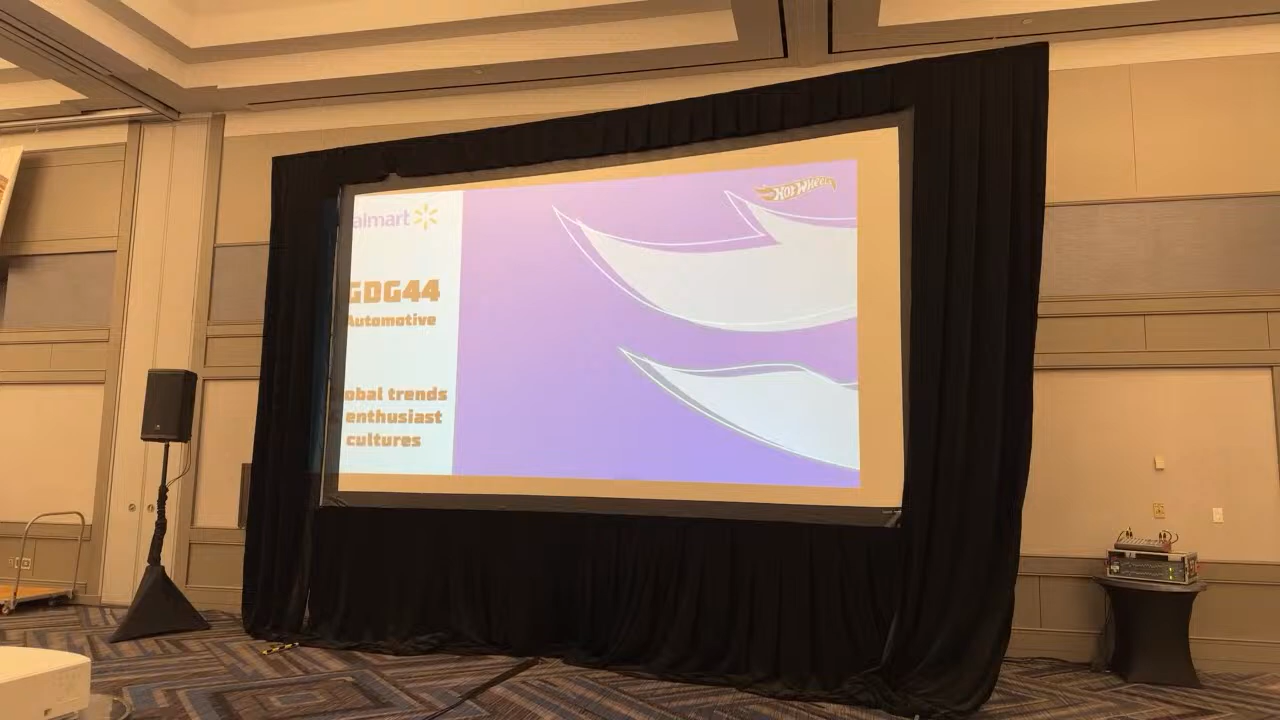 almart
HOT WHEELS
GDG44
Automotive
obal trends
enthusiast
cultures